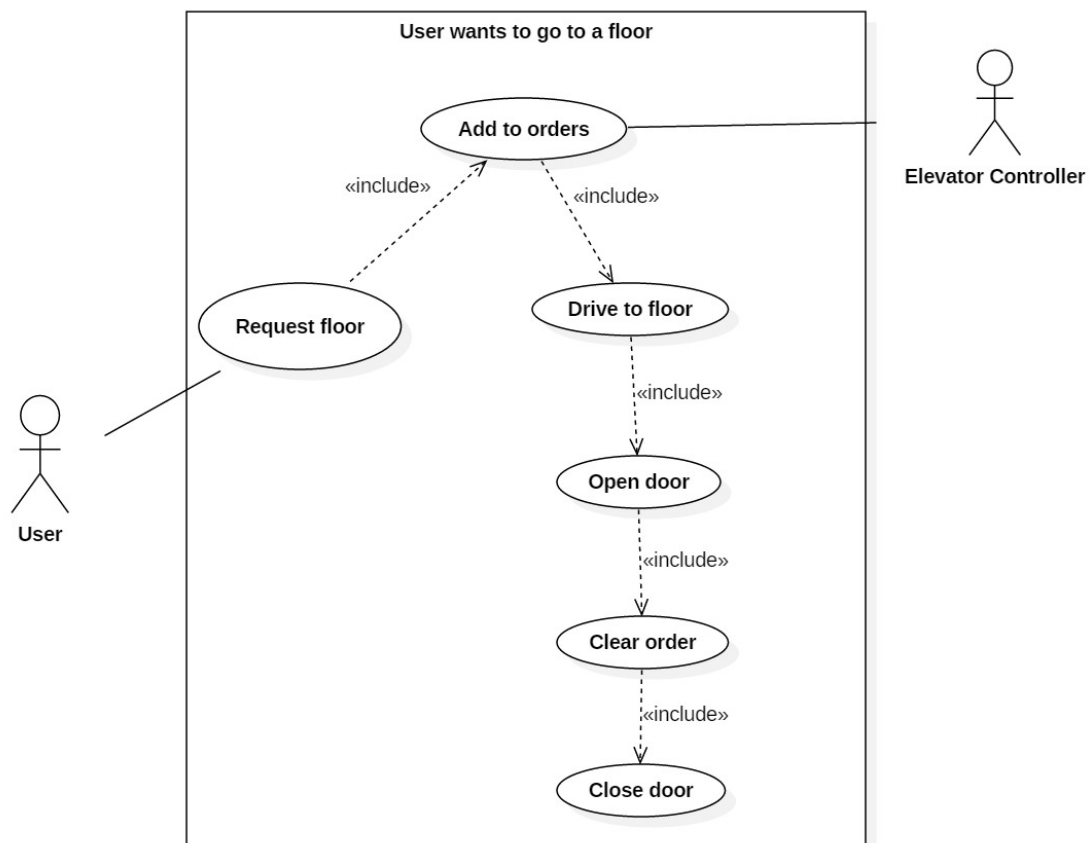 User wants to go to a floor
Add to orders
Elevator Controller
«include»
«include»
Request floor
Drive to floor
«include»
Open door
User
«include»
Clear order
«include»
Close door